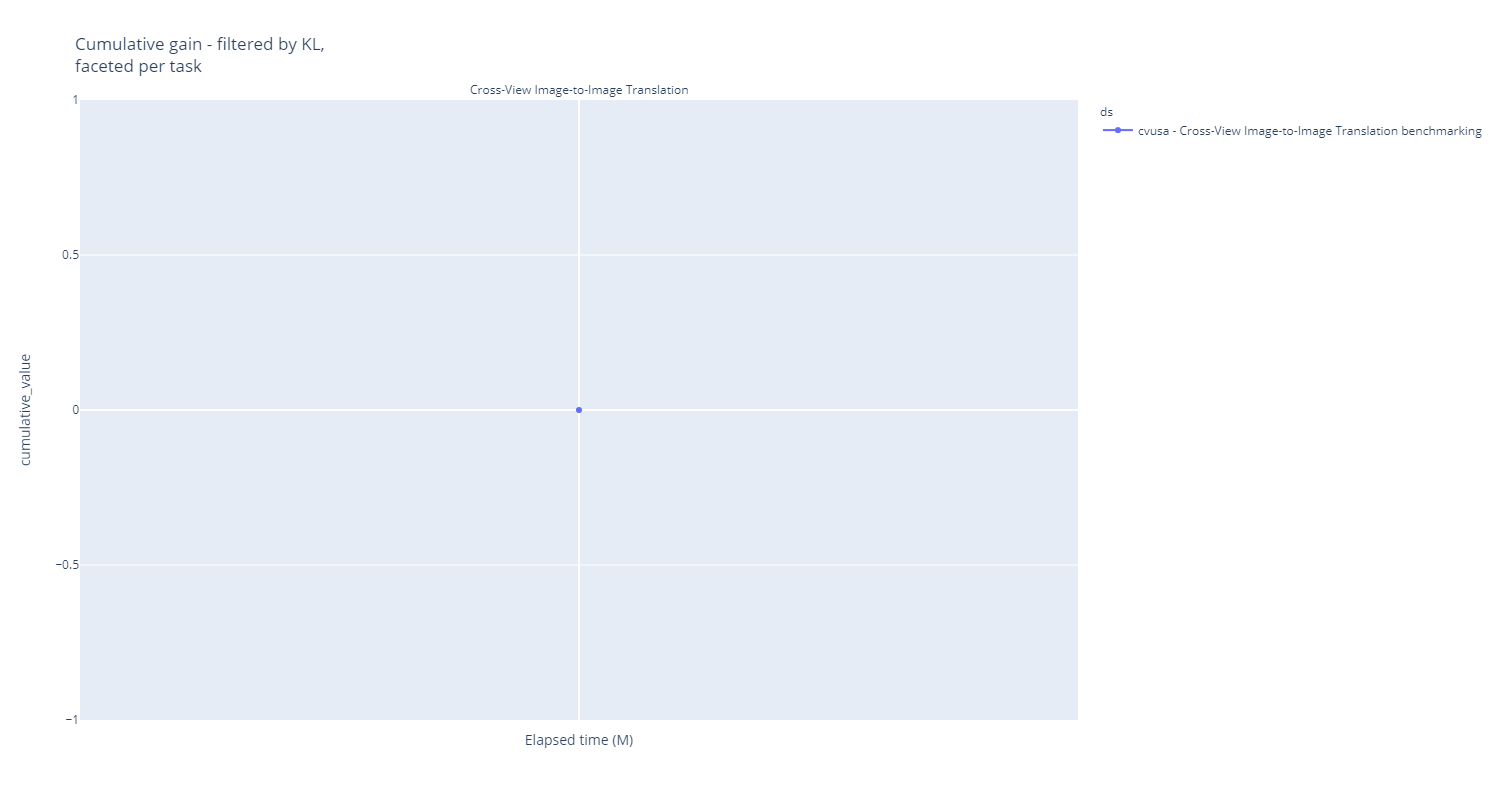 Cumulative gain - filtered by KL,
faceted per task
Cross-View Image-to-Image Translation
ds
cvusa - Cross-View Image-to-Image Translation benchmarking
1
0.5
0
−0.5
−1
cumulative_value
Elapsed time (M)